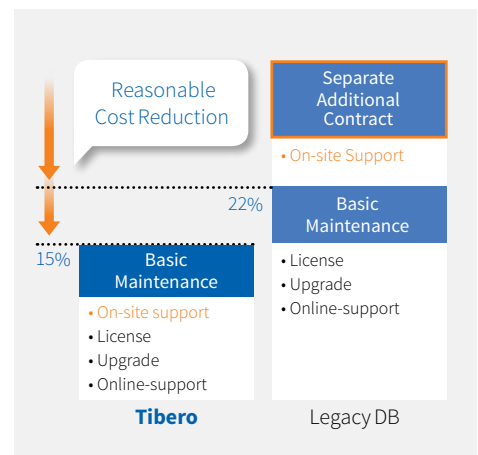 Reasonable
Cost Reduction
Separate
Additional
Contract
• On-site Support
22%
Basic
Maintenance
• License
• Upgrade
• Online-support
15%
Basic
Maintenance
• On-site support
• License
• Upgrade
• Online-support
Tibero
Legacy DB